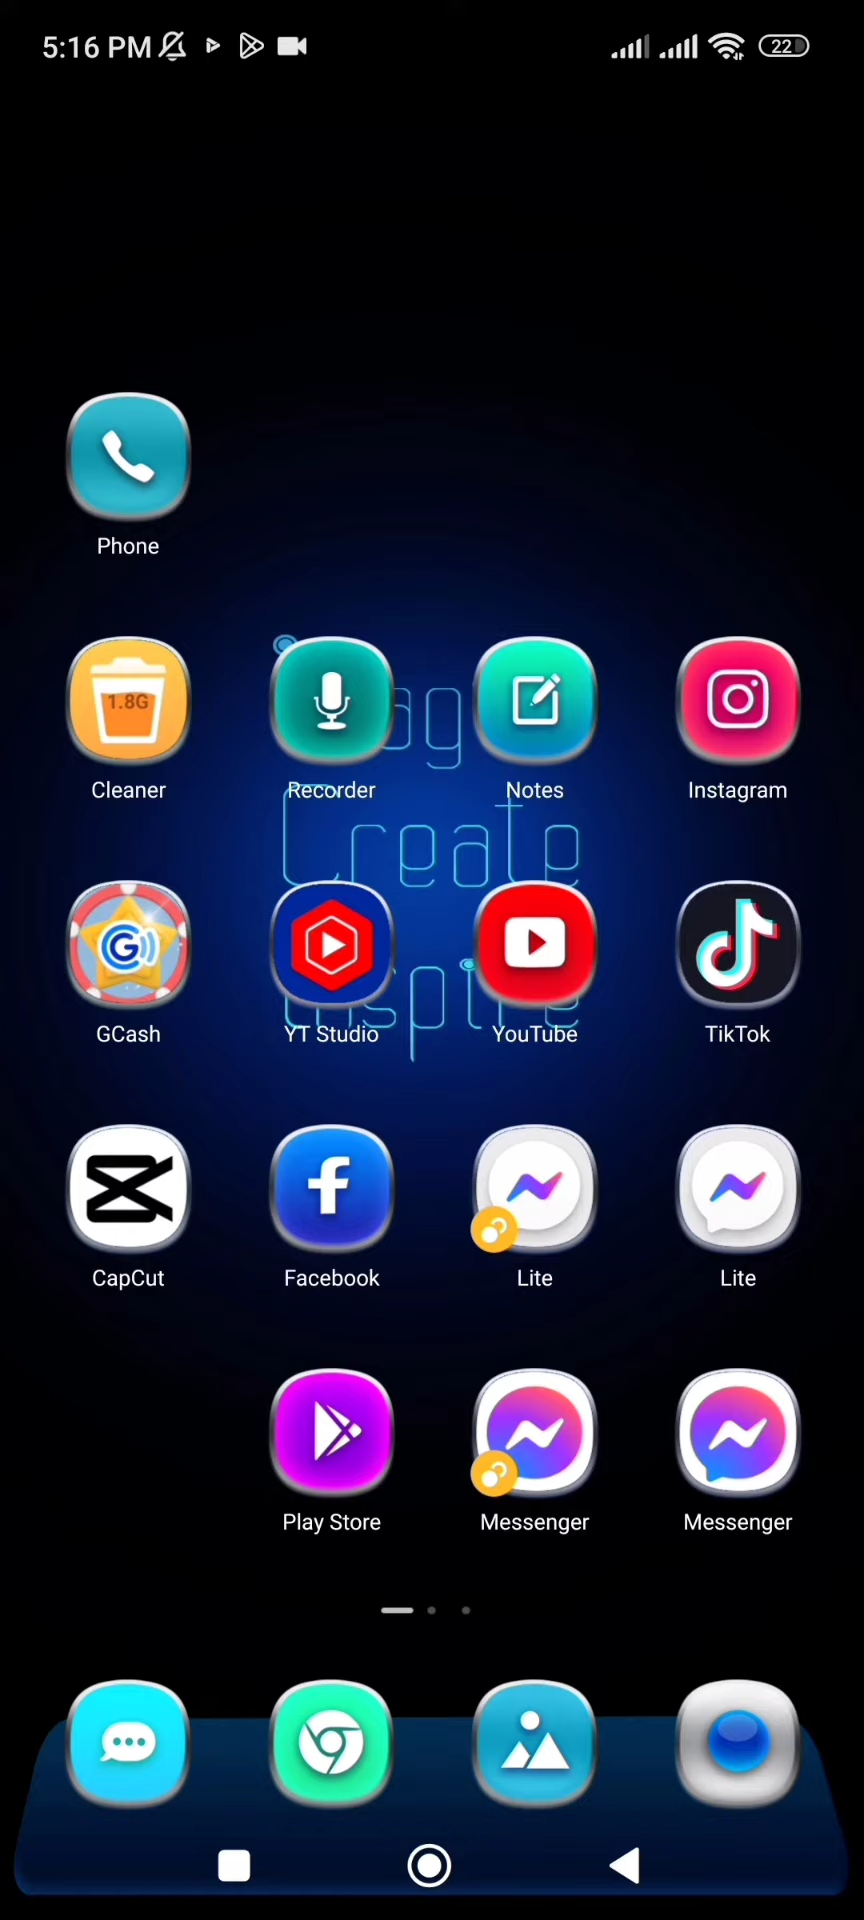 5:16 PM
22
Phone
1.8G
Cleaner
Recorder
Notes
Instagram
Create
GCash
YT Studio
YouTube
TikTok
CapCut
Facebook
Lite
Lite
Play Store
Messenger
Messenger